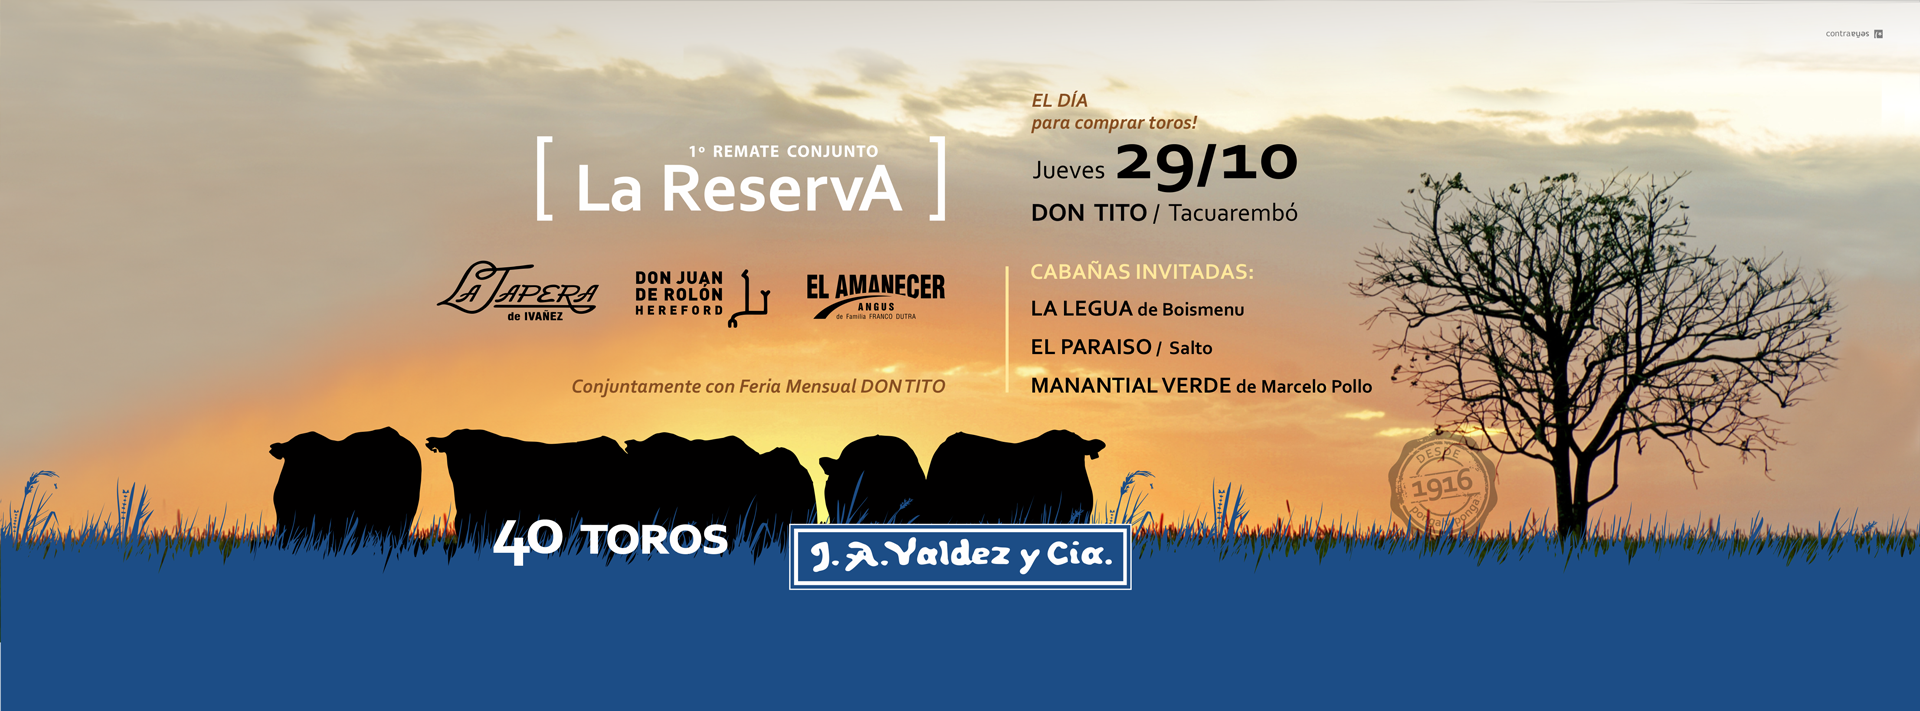 contraseña
1º REMATE CONJUNTO
[ La ReservA ]
LA TAPERA
de IVAÑEZ
DON JUAN
DE ROLÓN
HEREFORD
EL AMANECER
ANGUS
de Familia FRANCO DUTRA
Conjuntamente con Feria Mensual DON TITO
EL DÍA
para comprar toros!
Jueves 29/10
DON TITO / Tacuarembó
CABAÑAS INVITADAS:
LA LEGUA de Boismenu
EL PARAISO / Salto
MANANTIAL VERDE de Marcelo Pollo
DESDE
1916
40 TOROS
J. A. Valdez y Cia.